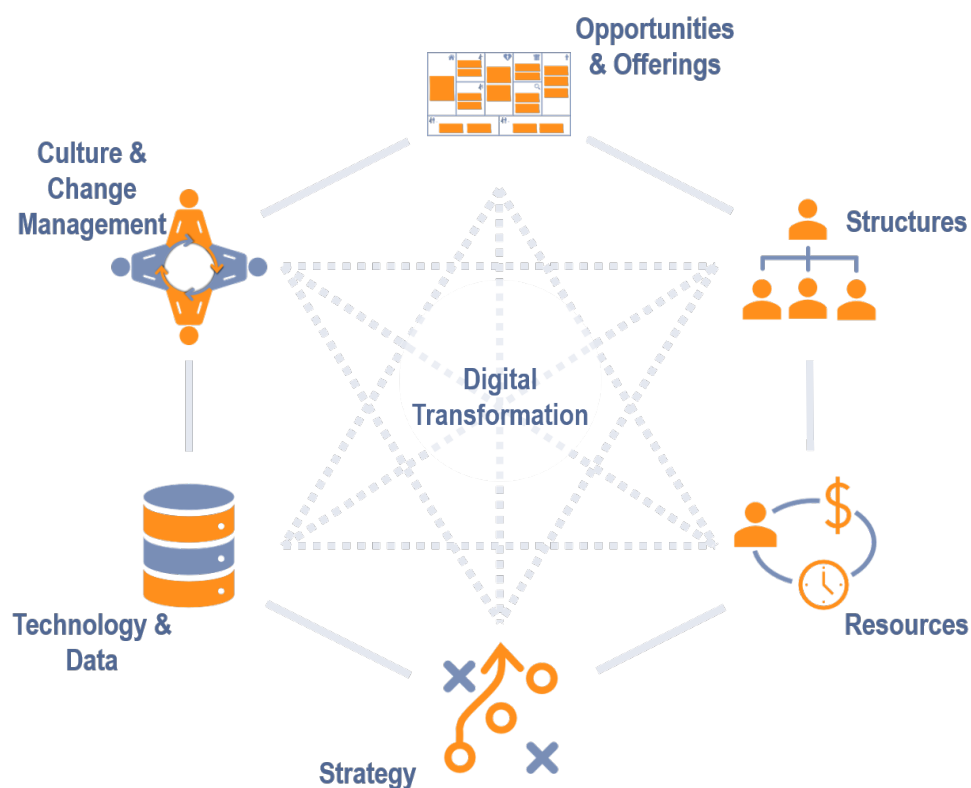 Opportunities
& Offerings
Culture &
Change
Management
Structures
Digital
Transformation
Technology &
Data
Resources
$
Strategy